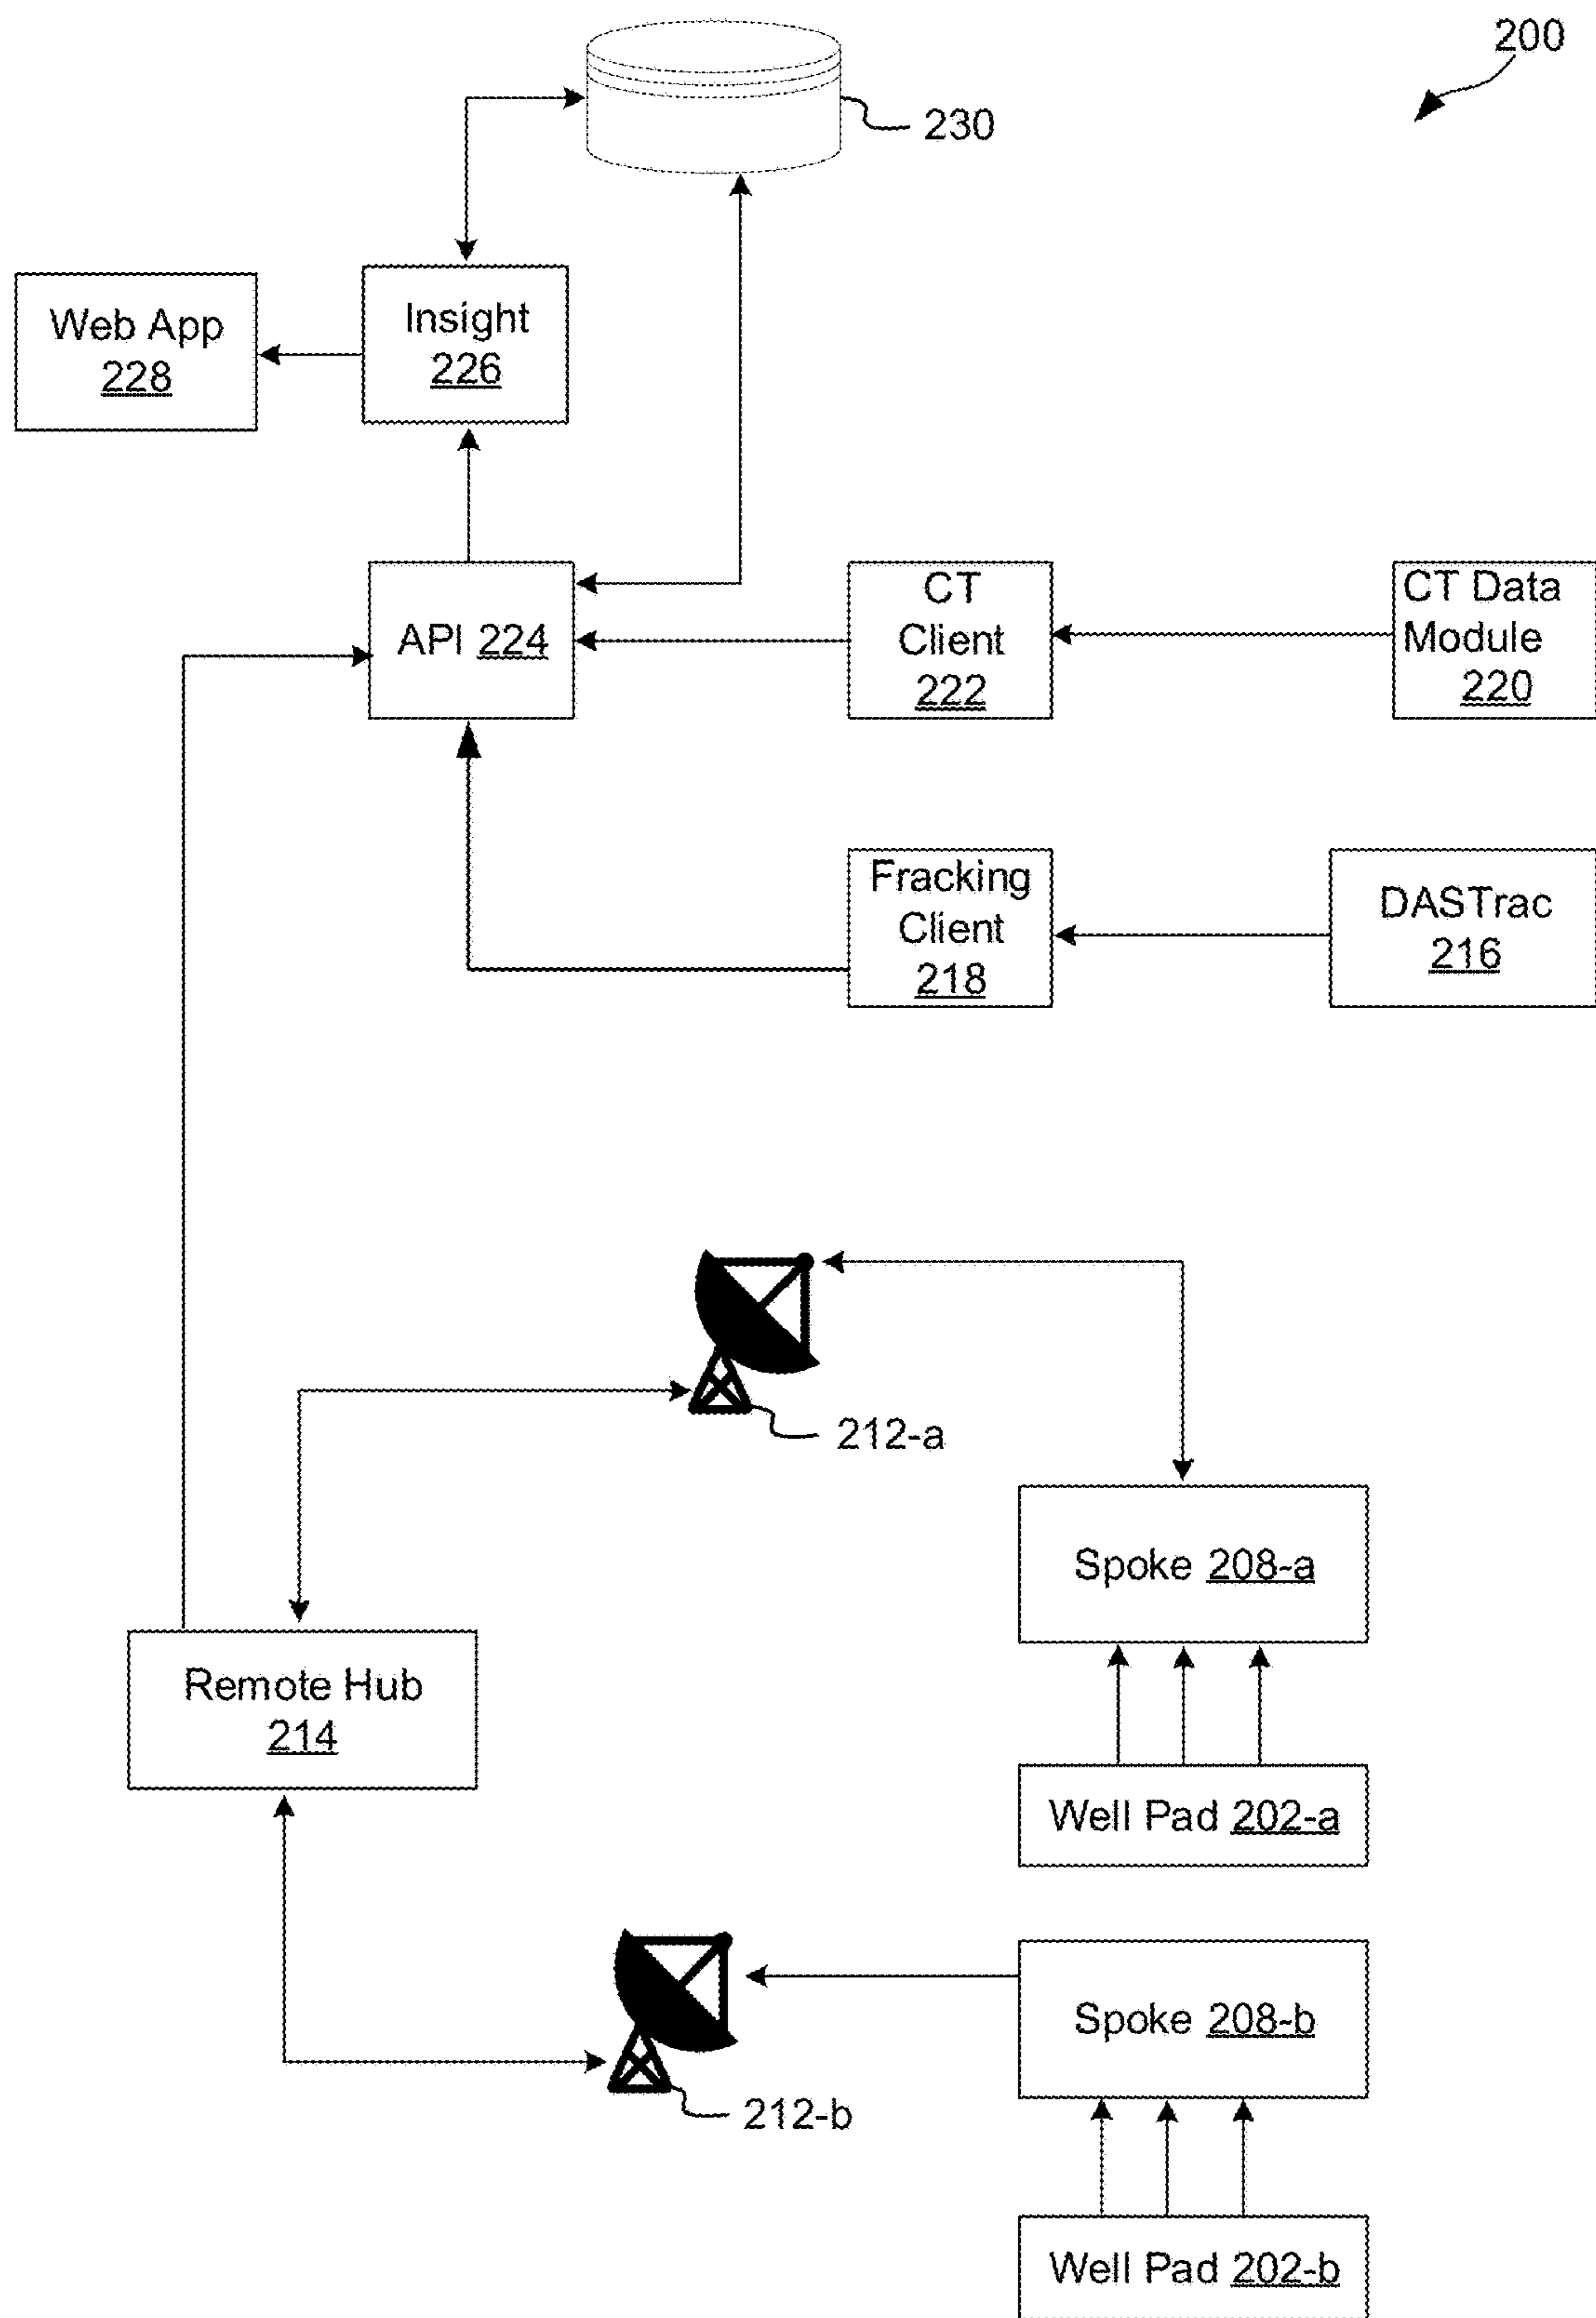 200
230
Web App
228
Insight
226
API 224
CT
Client
222
CT Data
Module
220
Fracking
Client
218
DASTrac
216
212-a
Spoke 208-a
Remote Hub
214
Well Pad 202-a
Spoke 208-b
212-b
Well Pad 202-b